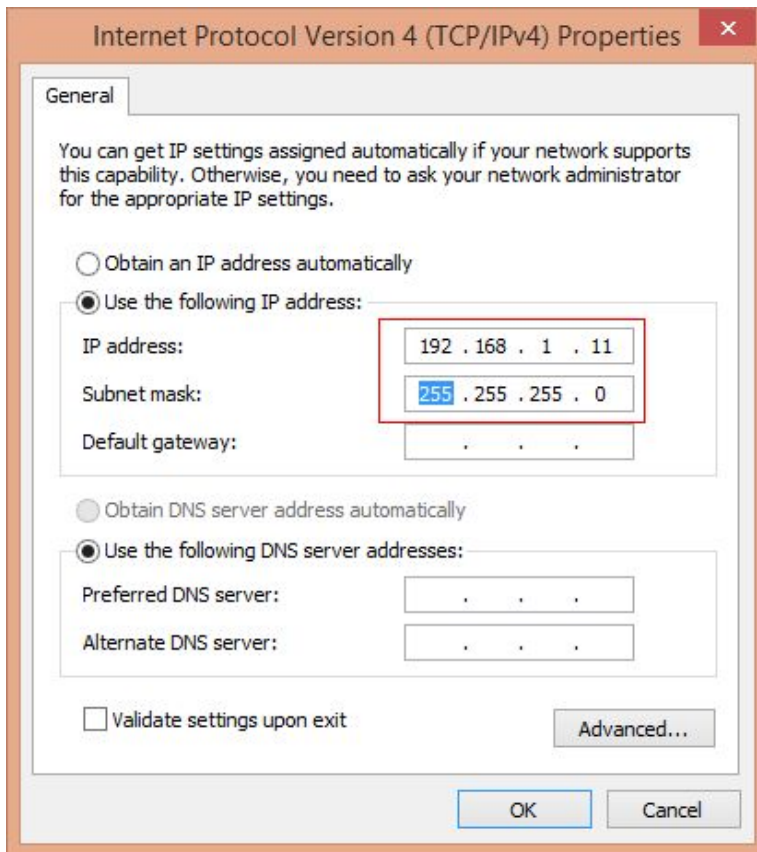 Internet Protocol Version 4 (TCP/IPv4) Properties
General
You can get IP settings assigned automatically if your network supports
this capability. Otherwise, you need to ask your network administrator
for the appropriate IP settings.
Obtain an IP address automatically
Use the following IP address:
IP address: 192 . 168 . 1 . 11
Subnet mask: 255 . 255 . 255 . 0
Default gateway: . . .
Obtain DNS server address automatically
Use the following DNS server addresses:
Preferred DNS server: . . .
Alternate DNS server: . . .
Validate settings upon exit
Advanced...
OK Cancel